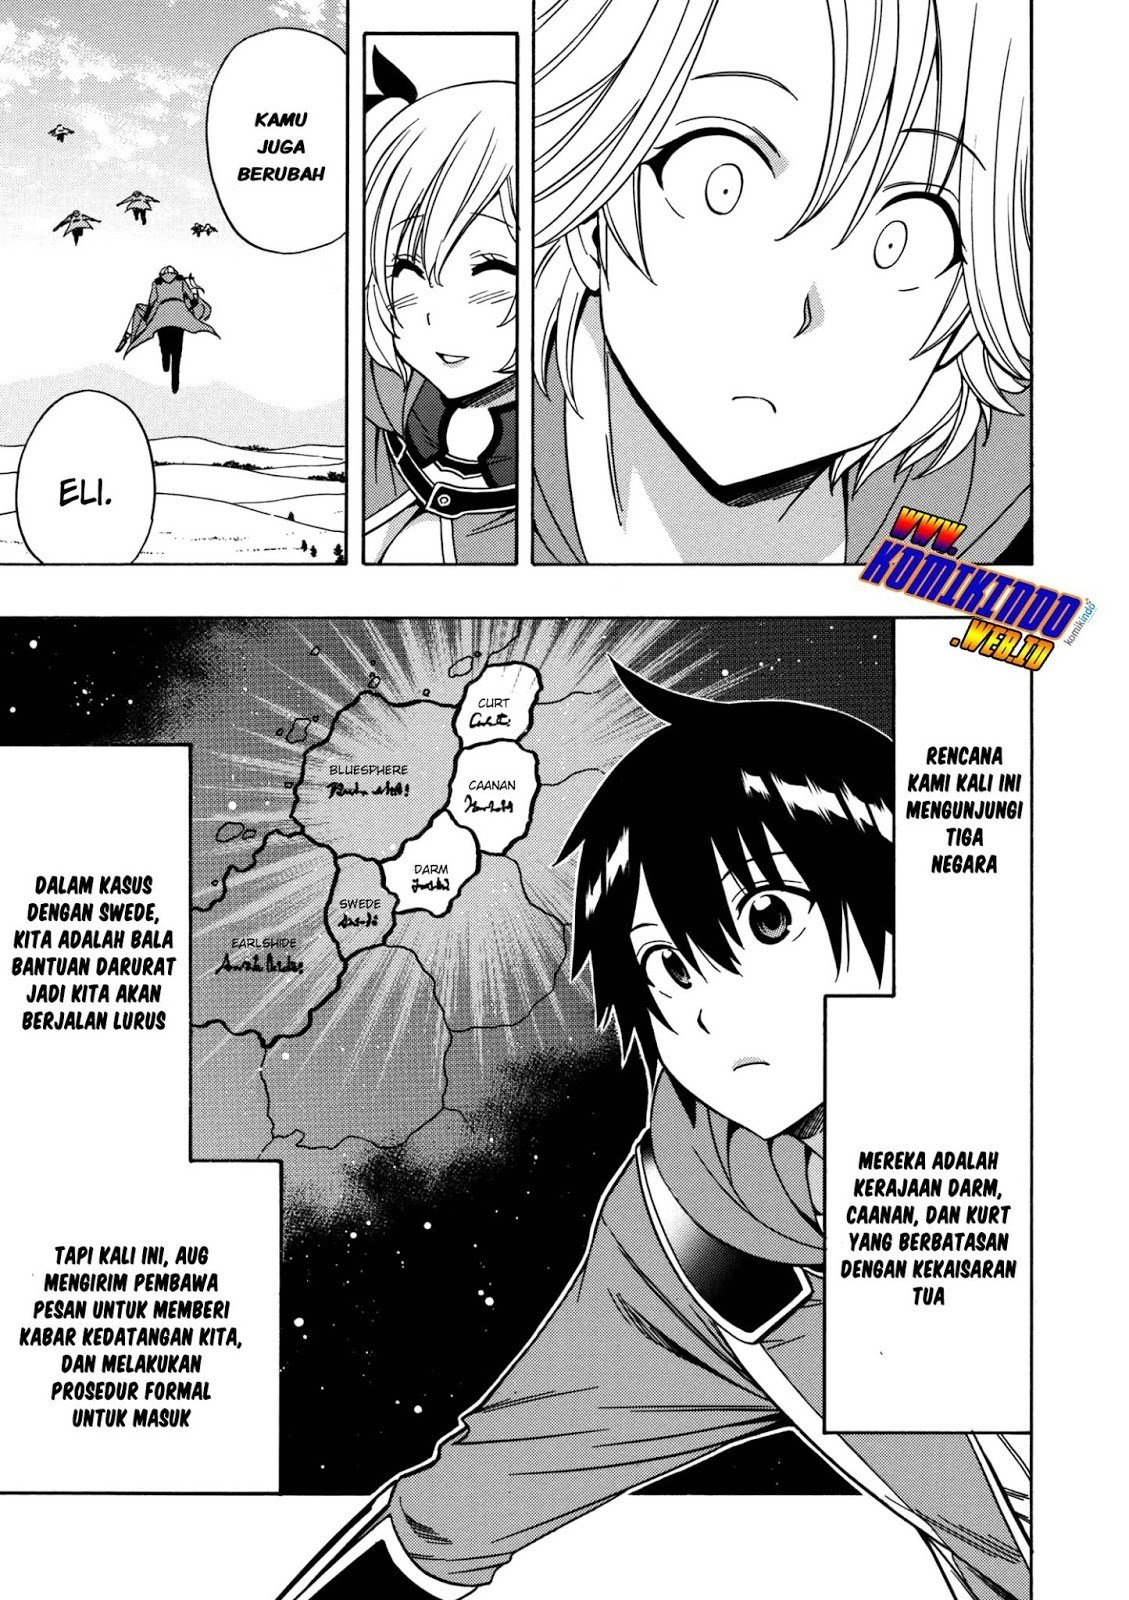 KAMU
JUGA
BERUBAH
ELI.
WWW.
KOMIKINDO
.WEB.ID
komikindo
RENCANA
KAMI KALI INI
MENGUNJUNGI
TIGA
NEGARA
CURT
BLUESPHERE
CAANAN
DARM
SWEDE
EARLSHIDE
MEREKA ADALAH
KERAJAAN DARM,
CAANAN, DAN KURT
YANG BERBATASAN
DENGAN KEKAISARAN
TUA
DALAM KASUS
DENGAN SWEDE,
KITA ADALAH BALA
BANTUAN DARURAT
JADI KITA AKAN
BERJALAN LURUS
TAPI KALI INI, AUG
MENGIRIM PEMBAWA
PESAN UNTUK MEMBERI
KABAR KEDATANGAN KITA,
DAN MELAKUKAN
PROSEDUR FORMAL
UNTUK MASUK